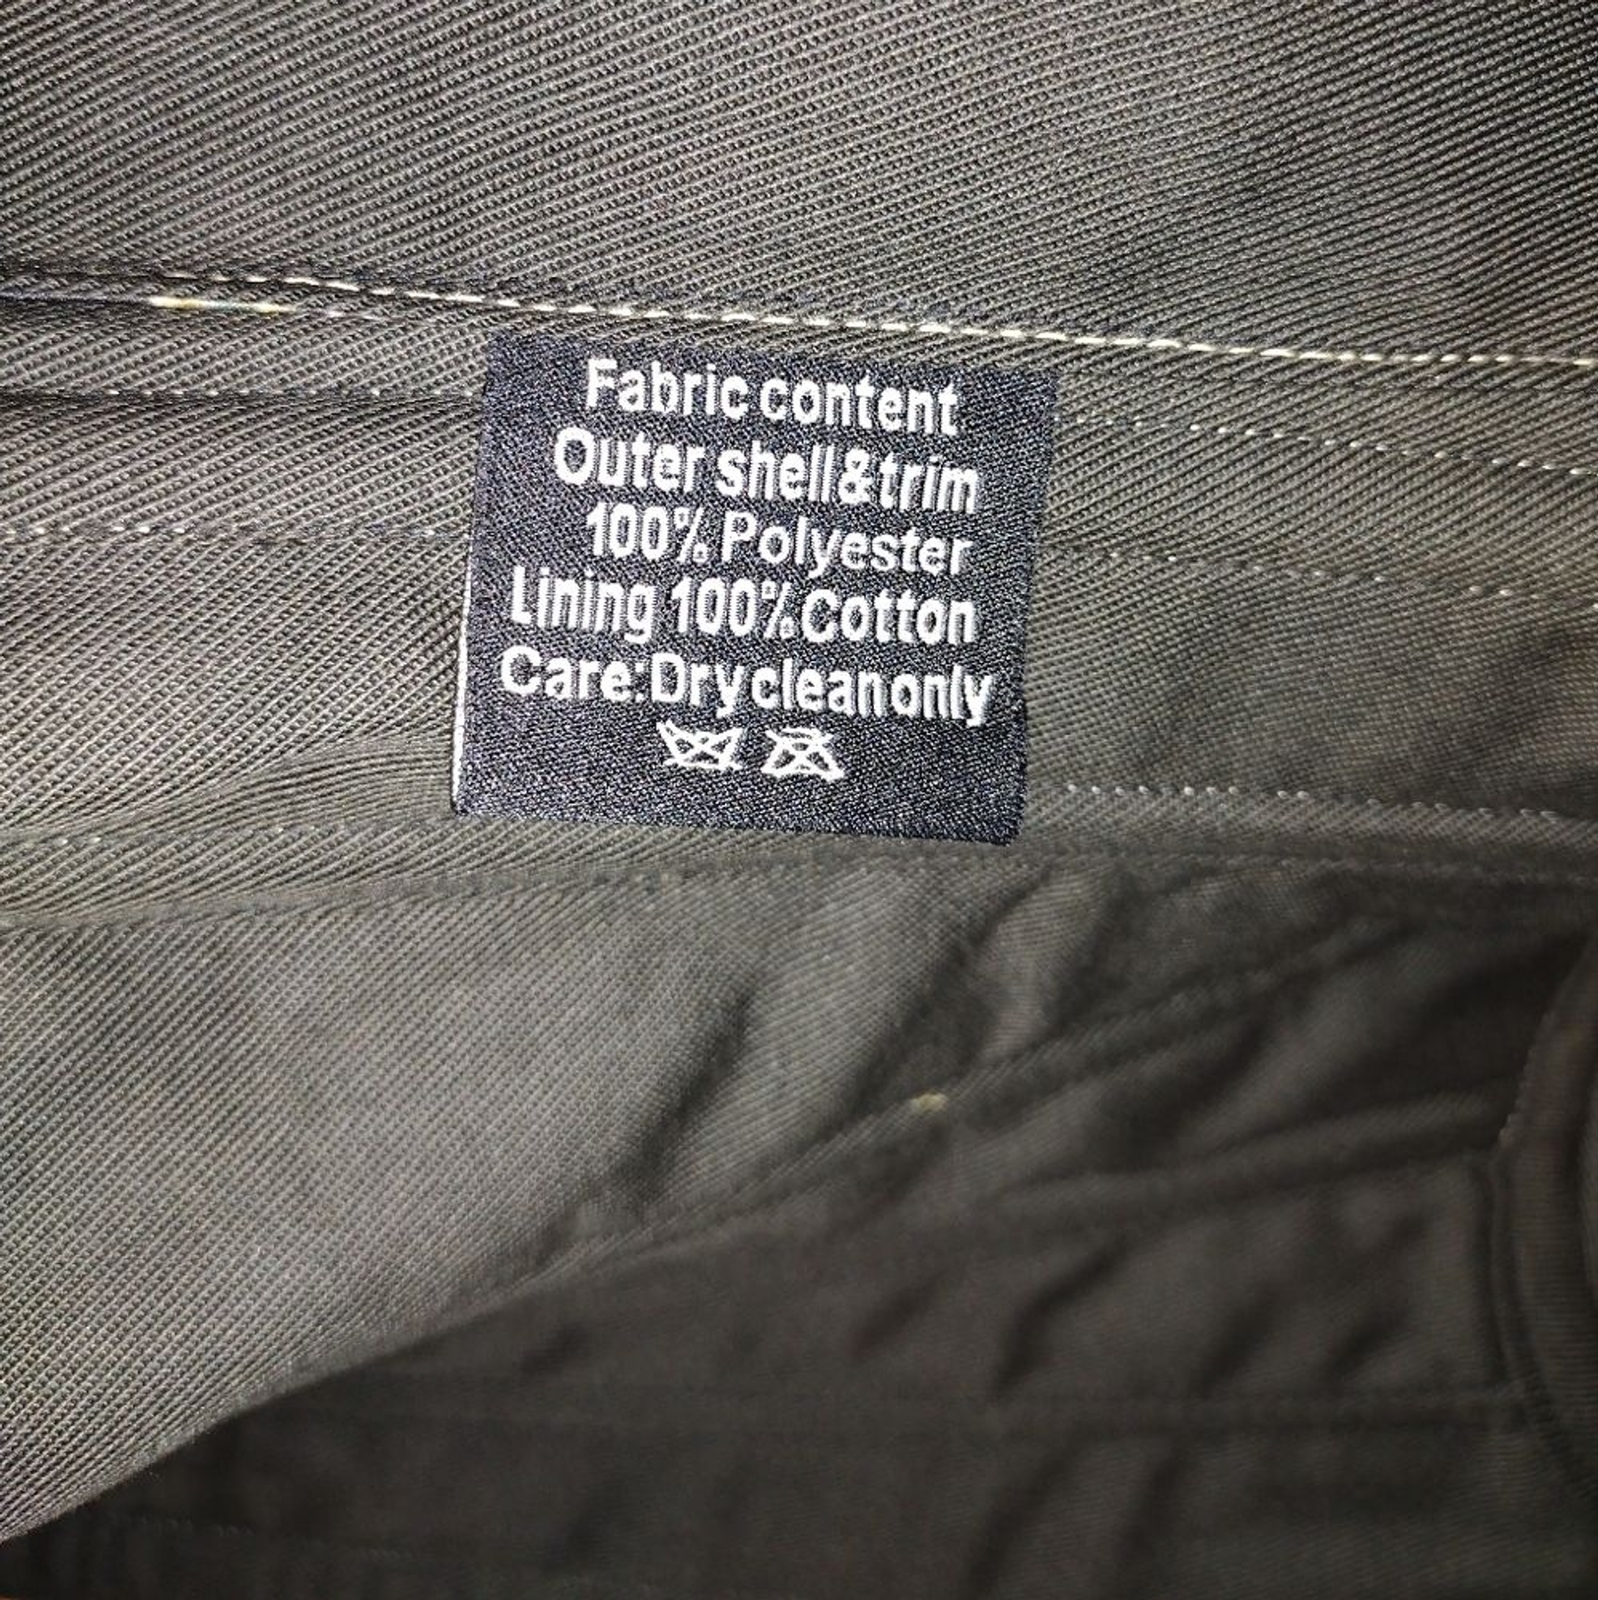 Fabric content
Outer shell&trim
100% Polyester
Lining 100%Cotton
Care:Dry clean only